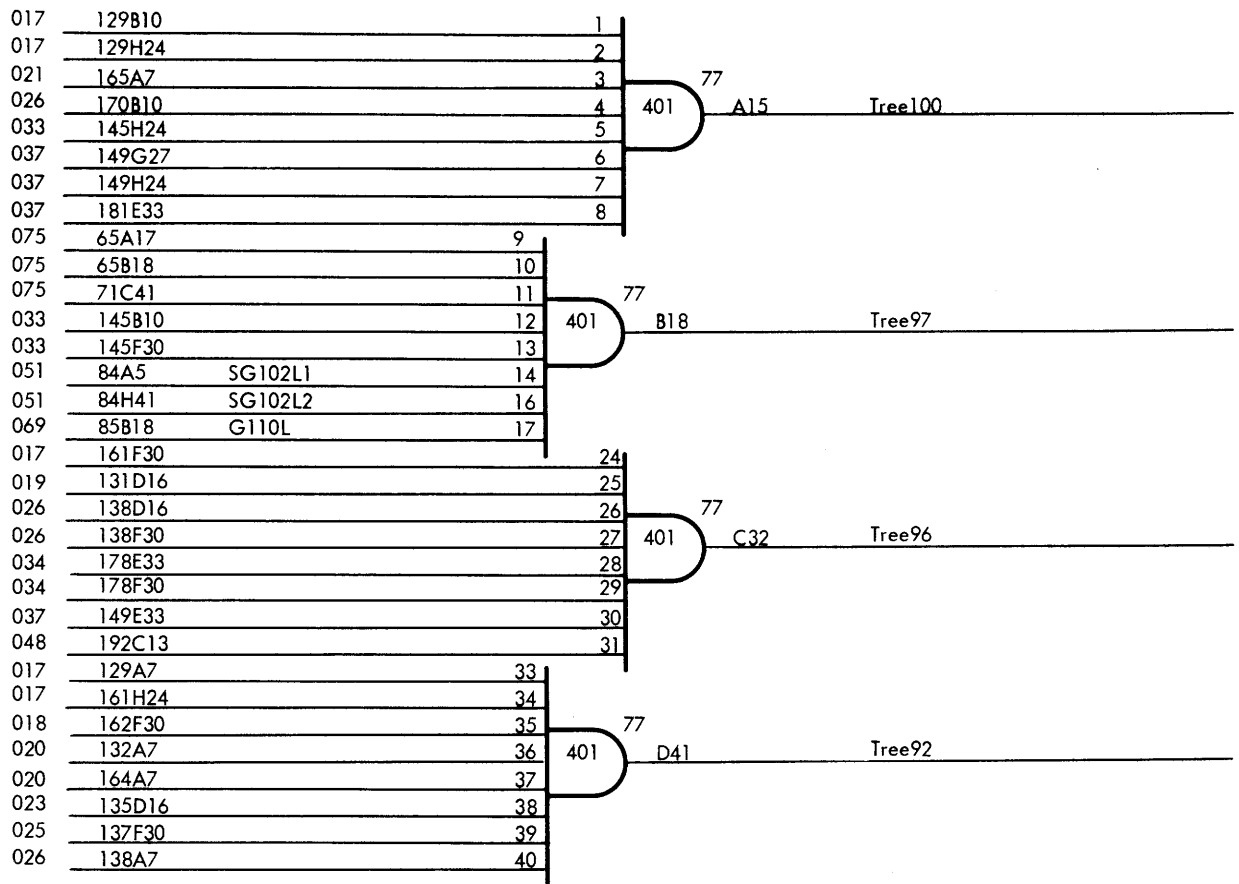 017 129B10 1
017 129H24 2
021 165A7 3 77
026 170B10 4 401 A15 Tree100
033 145H24 5
037 149G27 6
037 149H24 7
037 181E33 8
075 65A17 9
075 65B18 10
075 71C41 11 77
033 145B10 12 401 B18 Tree97
033 145F30 13
051 84A5 SG102L1 14
051 84H41 SG102L2 16
069 85B18 G110L 17
017 161F30 24
019 131D16 25
026 138D16 26 77
026 138F30 27 401 C32 Tree96
034 178E33 28
034 178F30 29
037 149E33 30
048 192C13 31
017 129A7 33
017 161H24 34
018 162F30 35 77
020 132A7 36 401 D41 Tree92
020 164A7 37
023 135D16 38
025 137F30 39
026 138A7 40